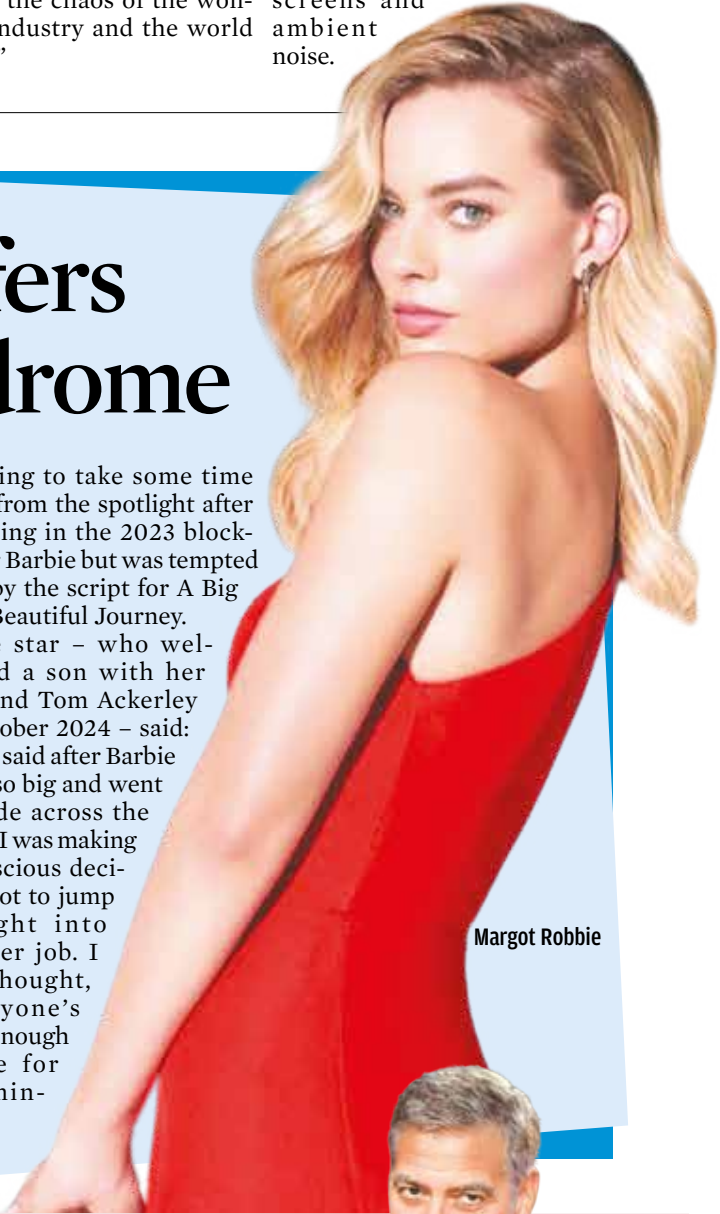 the chaos of the won-
ndustry and the world
”
screens and
ambient
noise.
fers
drome
ing to take some time
from the spotlight after
ing in the 2023 block-
Barbie but was tempted
by the script for A Big
Beautiful Journey.
star – who wel-
d a son with her
nd Tom Ackerley
ober 2024 – said:
said after Barbie
so big and went
de across the
I was making
scious deci-
ot to jump
ght into
er job. I
hought,
yone’s
nough
e for
min-
Margot Robbie